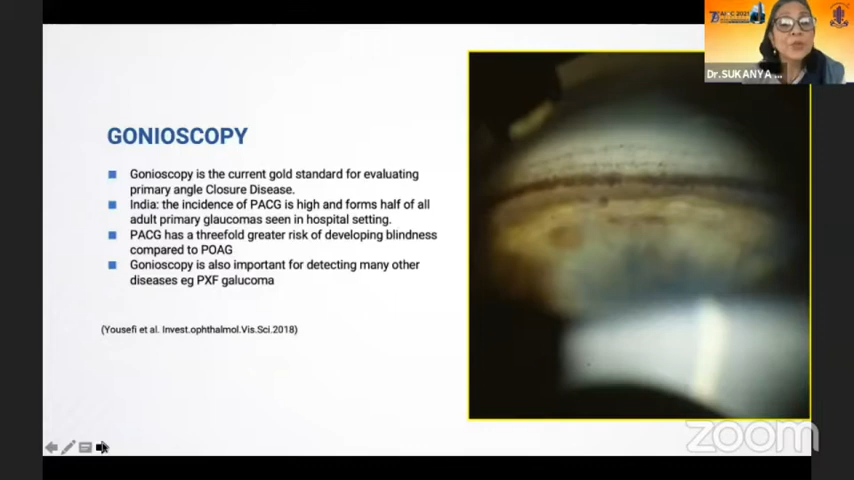 AIOC 2021
Dr.SUKANYA ...
GONIOSCOPY
Gonioscopy is the current gold standard for evaluating
primary angle Closure Disease.
India: the incidence of PACG is high and forms half of all
adult primary glaucomas seen in hospital setting.
PACG has a threefold greater risk of developing blindness
compared to POAG
Gonioscopy is also important for detecting many other
diseases eg PXF galucoma
(Yousefi et al. Invest.ophthalmol.Vis.Sci.2018)
zoom